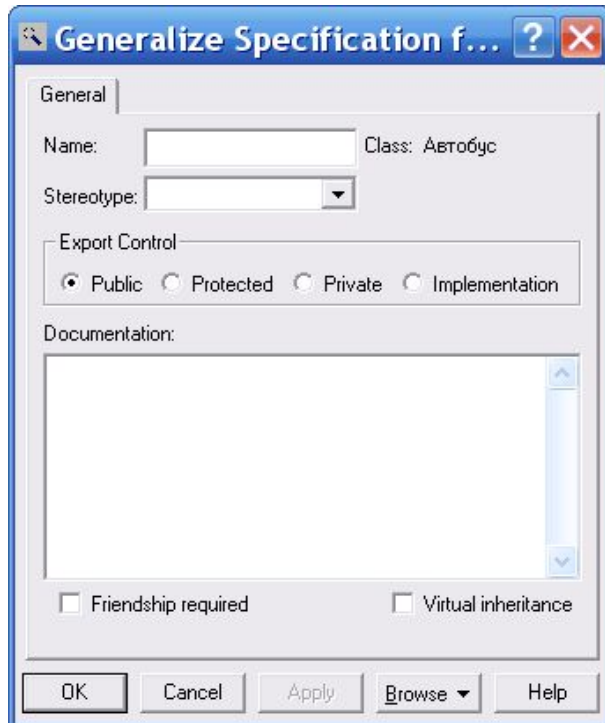 Generalize Specification f...
General
Name:
Class: Автобус
Stereotype:
Export Control
Public Protected Private Implementation
Documentation:
Friendship required Virtual inheritance
OK Cancel Apply Browse Help